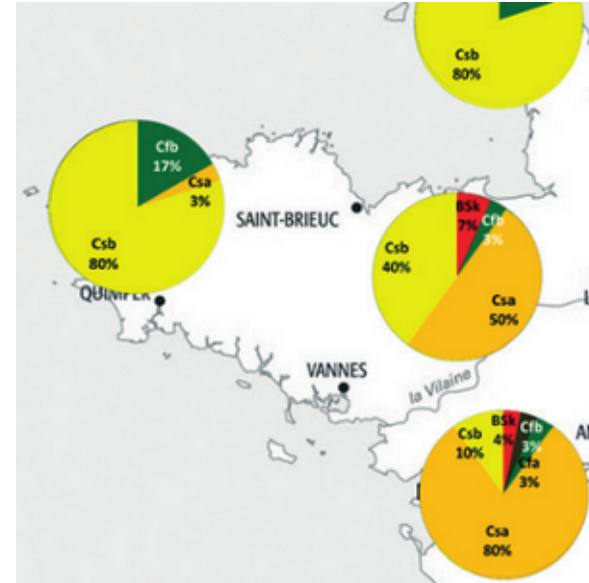 Csb
80%
Cfb
17%
Csa
3%
Csb
80%
SAINT-BRIEUC
BSk
7%
Cfb
3%
Csb
40%
Csa
50%
QUIMPER
VANNES
la Vilaine
BSk
4%
Cfb
3%
Csb
10%
Cfa
3%
Csa
80%